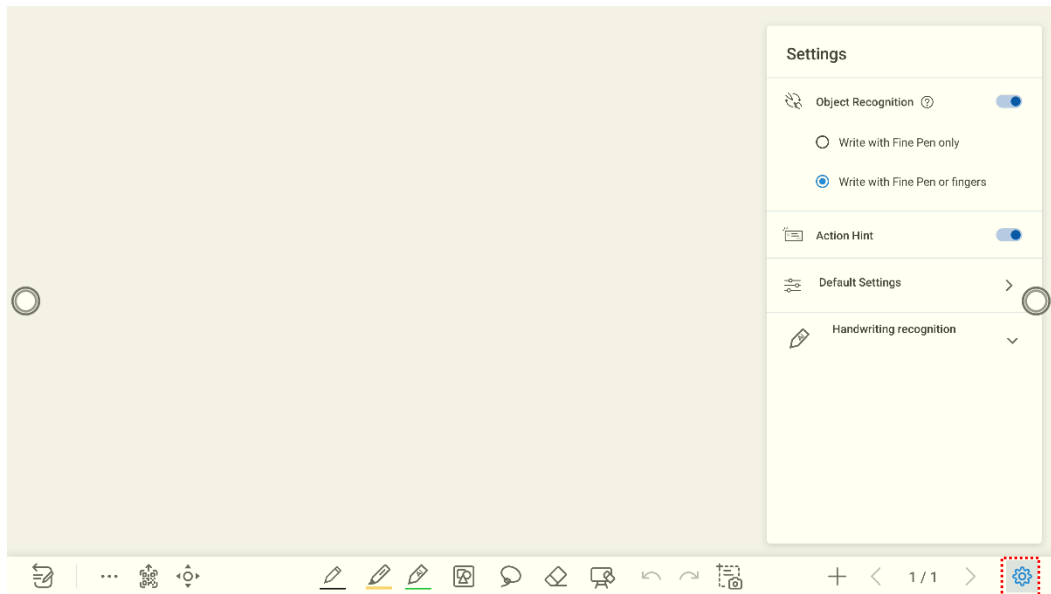 Settings
Object Recognition ?
Write with Fine Pen only
Write with Fine Pen or fingers
Action Hint
Default Settings
Handwriting recognition
1 / 1